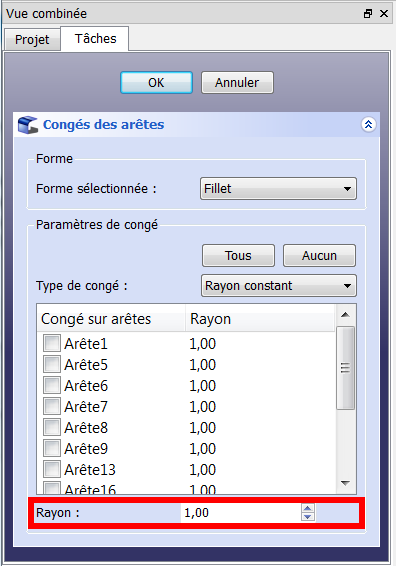 Vue combinée
Projet Tâches
OK Annuler
Congés des arêtes
Forme
Forme sélectionnée : Fillet
Paramètres de congé
Tous Aucun
Type de congé : Rayon constant
Congé sur arêtes Rayon
Arête1 1,00
Arête5 1,00
Arête6 1,00
Arête7 1,00
Arête8 1,00
Arête9 1,00
Arête13 1,00
Arête16 1,00
Rayon : 1,00